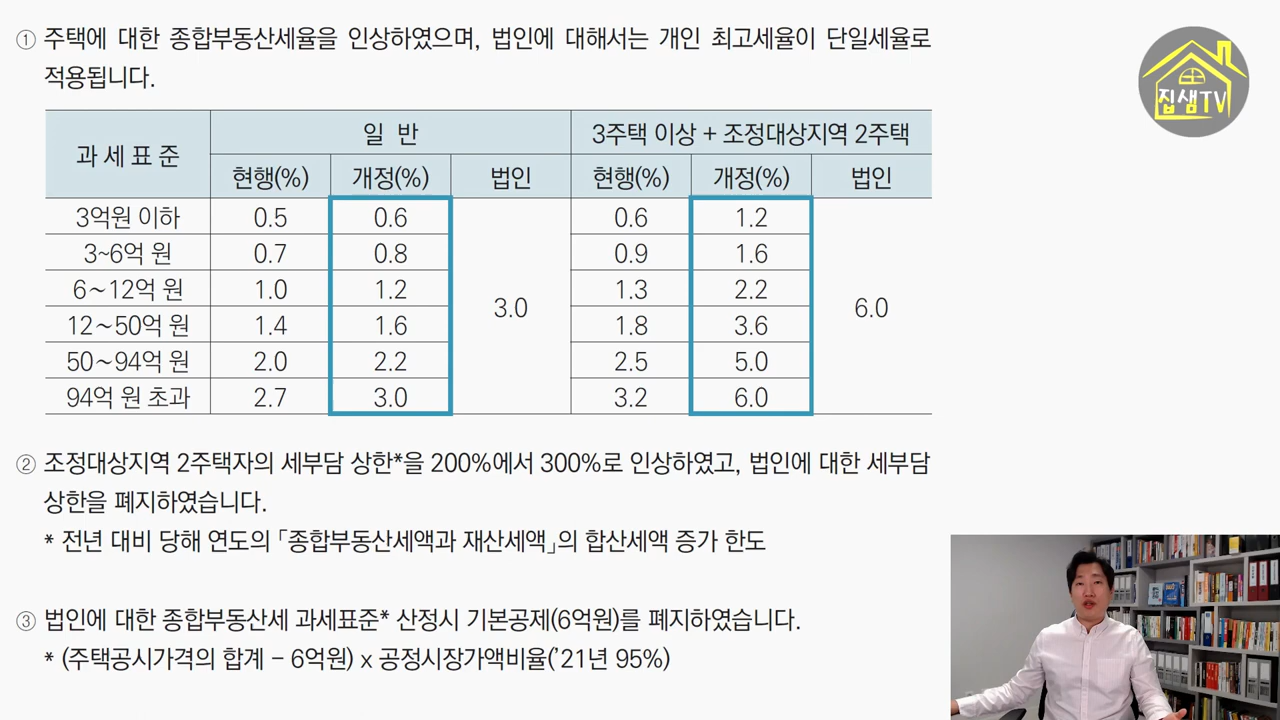 ① 주택에 대한 종합부동산세율을 인상하였으며, 법인에 대해서는 개인 최고세율이 단일세율로
적용됩니다.
집샘TV
과 세 표 준 일 반 3주택 이상 + 조정대상지역 2주택
현행(%) 개정(%) 법인 현행(%) 개정(%) 법인
3억원 이하 0.5 0.6 0.6 1.2
3~6억 원 0.7 0.8 0.9 1.6
6～12억 원 1.0 1.2 1.3 2.2
3.0 6.0
12～50억 원 1.4 1.6 1.8 3.6
50～94억 원 2.0 2.2 2.5 5.0
94억 원 초과 2.7 3.0 3.2 6.0
② 조정대상지역 2주택자의 세부담 상한*을 200%에서 300%로 인상하였고, 법인에 대한 세부담
상한을 폐지하였습니다.
* 전년 대비 당해 연도의 「종합부동산세액과 재산세액」의 합산세액 증가 한도
③ 법인에 대한 종합부동산세 과세표준* 산정시 기본공제(6억원)를 폐지하였습니다.
* (주택공시가격의 합계 – 6억원) x 공정시장가액비율(’21년 95%)